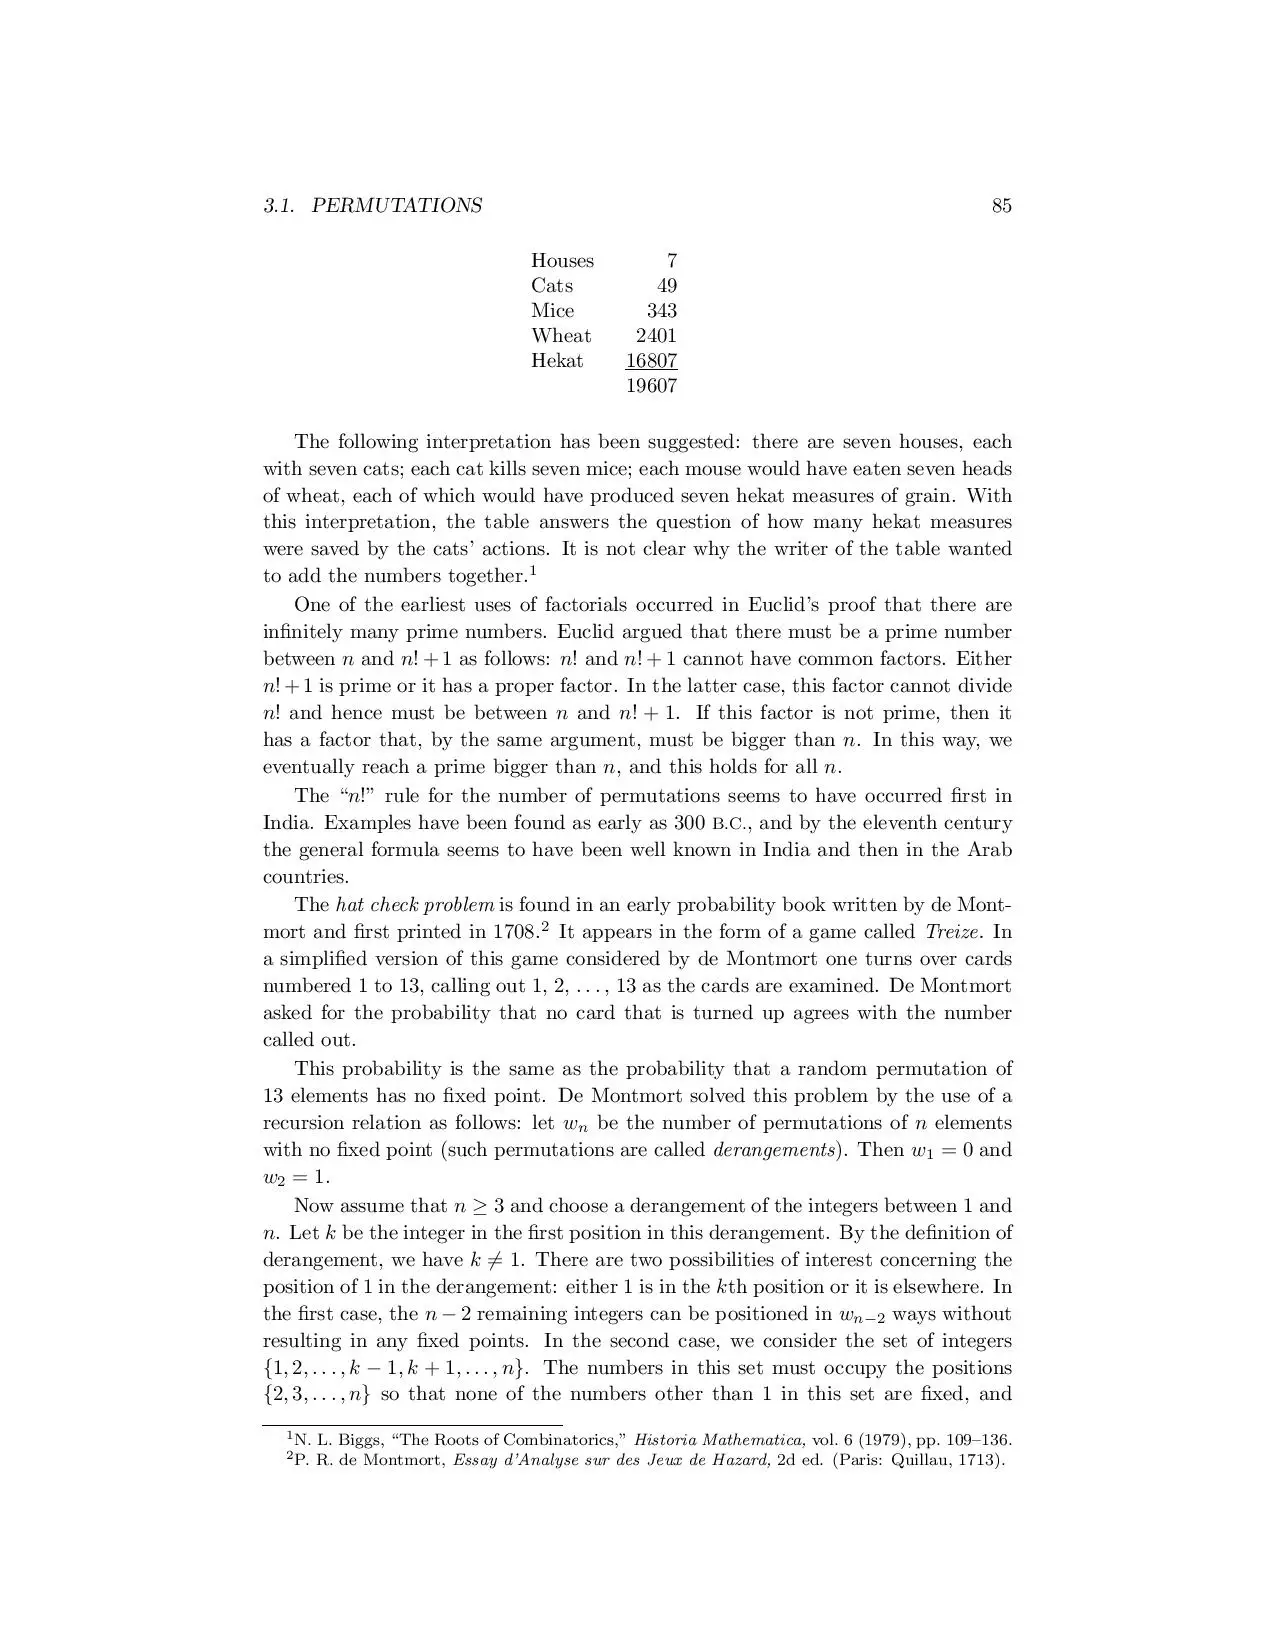 3.1. PERMUTATIONS 85
Houses 7
Cats 49
Mice 343
Wheat 2401
Hekat 16807
19607
The following interpretation has been suggested: there are seven houses, each
with seven cats; each cat kills seven mice; each mouse would have eaten seven heads
of wheat, each of which would have produced seven hekat measures of grain. With
this interpretation, the table answers the question of how many hekat measures
were saved by the cats’ actions. It is not clear why the writer of the table wanted
to add the numbers together.¹
One of the earliest uses of factorials occurred in Euclid’s proof that there are
infinitely many prime numbers. Euclid argued that there must be a prime number
between n and n! + 1 as follows: n! and n! + 1 cannot have common factors. Either
n! + 1 is prime or it has a proper factor. In the latter case, this factor cannot divide
n! and hence must be between n and n! + 1. If this factor is not prime, then it
has a factor that, by the same argument, must be bigger than n. In this way, we
eventually reach a prime bigger than n, and this holds for all n.
The “n!” rule for the number of permutations seems to have occurred first in
India. Examples have been found as early as 300 B.C., and by the eleventh century
the general formula seems to have been well known in India and then in the Arab
countries.
The hat check problem is found in an early probability book written by de Mont-
mort and first printed in 1708.² It appears in the form of a game called Treize. In
a simplified version of this game considered by de Montmort one turns over cards
numbered 1 to 13, calling out 1, 2, . . . , 13 as the cards are examined. De Montmort
asked for the probability that no card that is turned up agrees with the number
called out.
This probability is the same as the probability that a random permutation of
13 elements has no fixed point. De Montmort solved this problem by the use of a
recursion relation as follows: let wₙ be the number of permutations of n elements
with no fixed point (such permutations are called derangements). Then w₁ = 0 and
w₂ = 1.
Now assume that n ≥ 3 and choose a derangement of the integers between 1 and
n. Let k be the integer in the first position in this derangement. By the definition of
derangement, we have k ≠ 1. There are two possibilities of interest concerning the
position of 1 in the derangement: either 1 is in the kth position or it is elsewhere. In
the first case, the n − 2 remaining integers can be positioned in wₙ₋₂ ways without
resulting in any fixed points. In the second case, we consider the set of integers
{1, 2, . . . , k − 1, k + 1, . . . , n}. The numbers in this set must occupy the positions
{2, 3, . . . , n} so that none of the numbers other than 1 in this set are fixed, and
¹N. L. Biggs, “The Roots of Combinatorics,” Historia Mathematica, vol. 6 (1979), pp. 109–136.
²P. R. de Montmort, Essay d’Analyse sur des Jeux de Hazard, 2d ed. (Paris: Quillau, 1713).